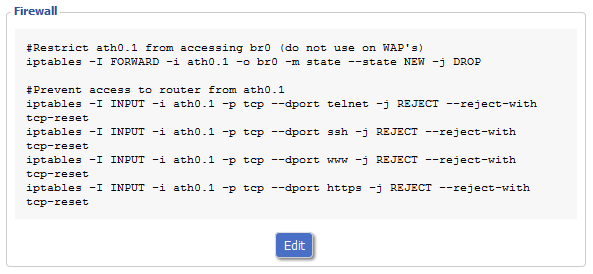 Firewall
#Restrict ath0.1 from accessing br0 (do not use on WAP's)
iptables -I FORWARD -i ath0.1 -o br0 -m state --state NEW -j DROP
#Prevent access to router from ath0.1
iptables -I INPUT -i ath0.1 -p tcp --dport telnet -j REJECT --reject-with
tcp-reset
iptables -I INPUT -i ath0.1 -p tcp --dport ssh -j REJECT --reject-with
tcp-reset
iptables -I INPUT -i ath0.1 -p tcp --dport www -j REJECT --reject-with
tcp-reset
iptables -I INPUT -i ath0.1 -p tcp --dport https -j REJECT --reject-with
tcp-reset
Edit